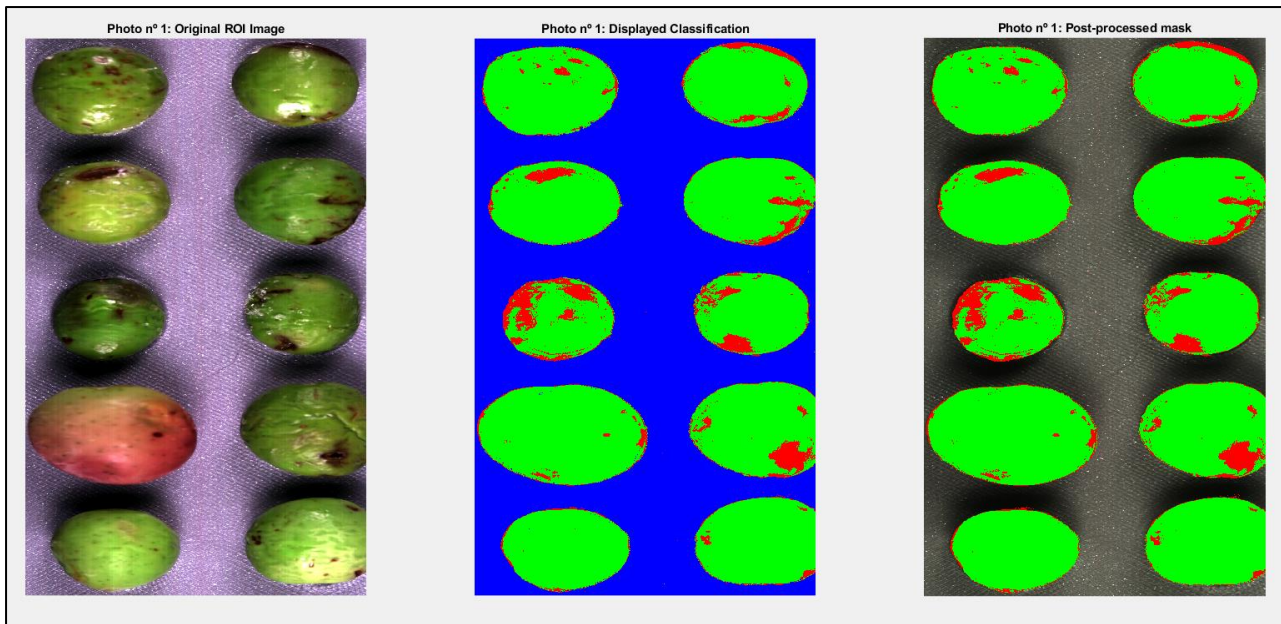 Photo nº 1: Original ROI Image
Photo nº 1: Displayed Classification
Photo nº 1: Post-processed mask